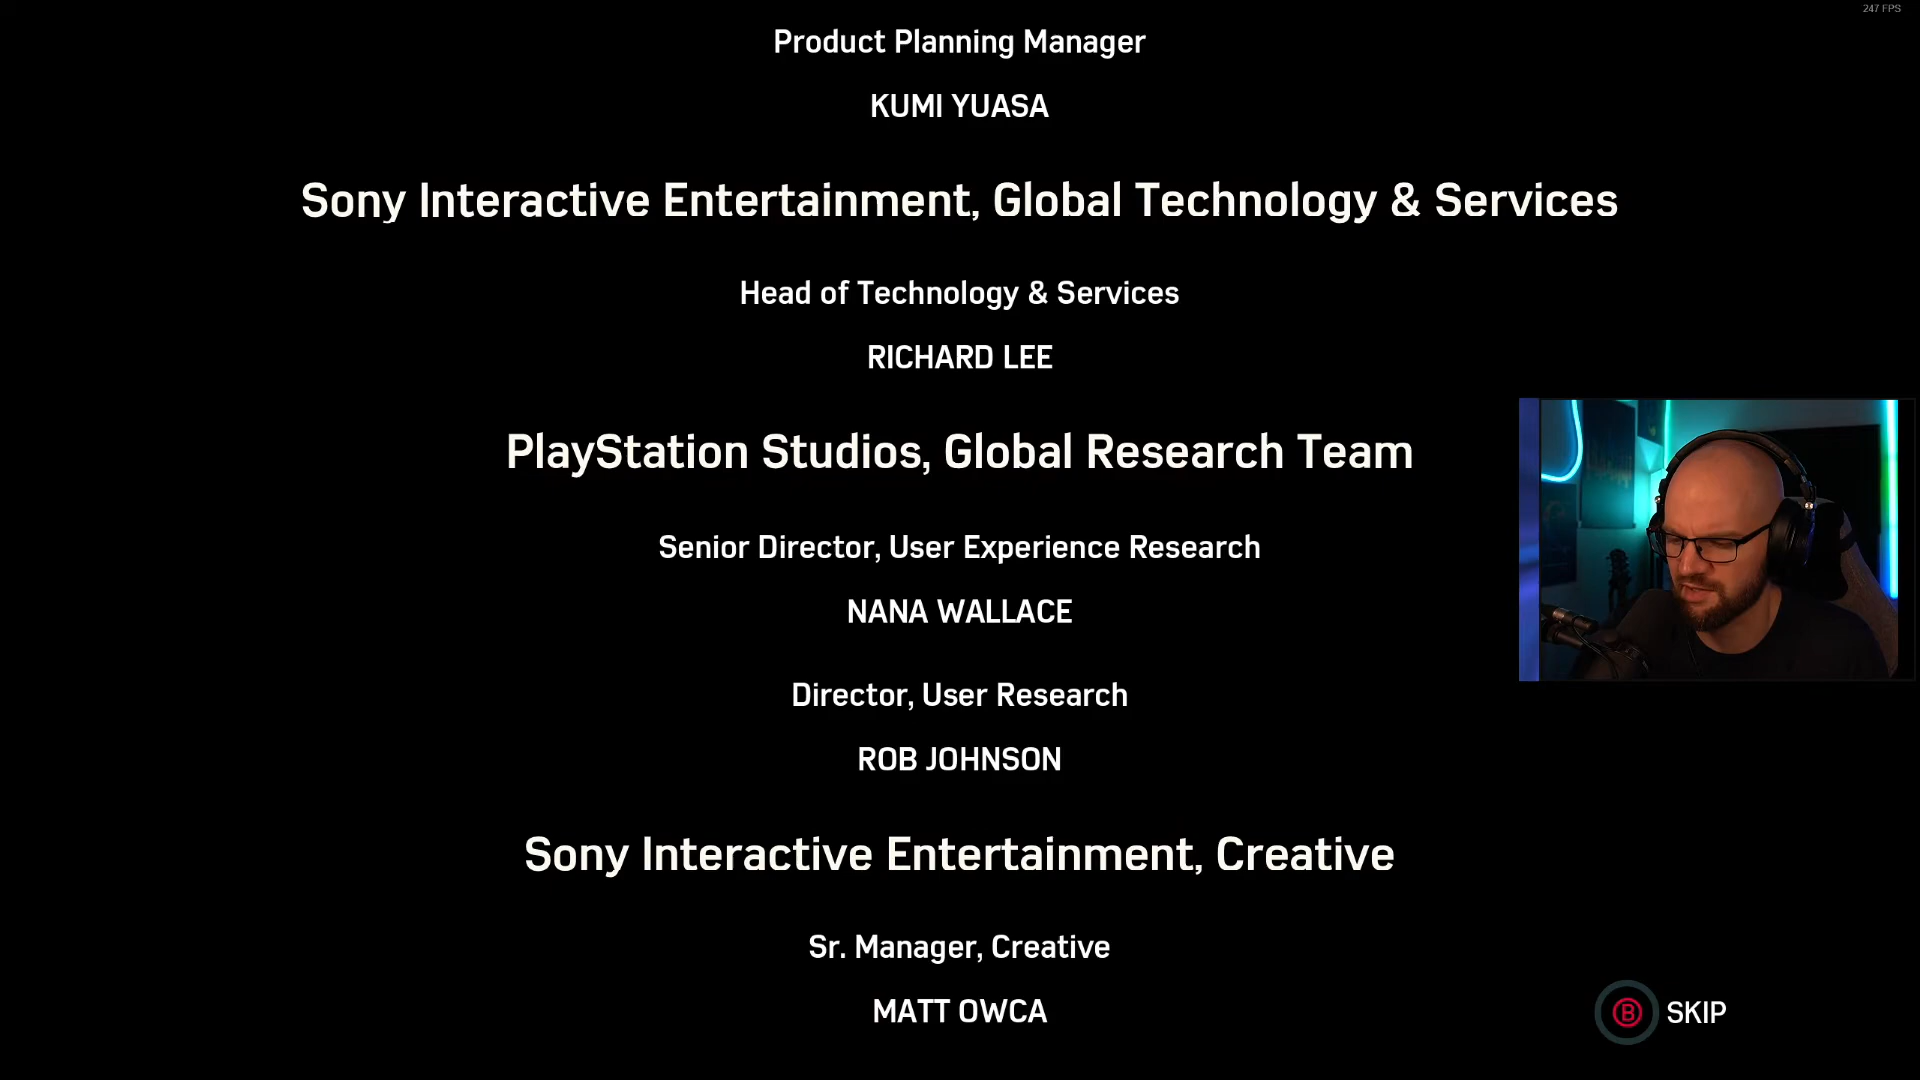 247 FPS
Product Planning Manager
KUMI YUASA
Sony Interactive Entertainment, Global Technology & Services
Head of Technology & Services
RICHARD LEE
PlayStation Studios, Global Research Team
Senior Director, User Experience Research
NANA WALLACE
Director, User Research
ROB JOHNSON
Sony Interactive Entertainment, Creative
Sr. Manager, Creative
MATT OWCA
B SKIP